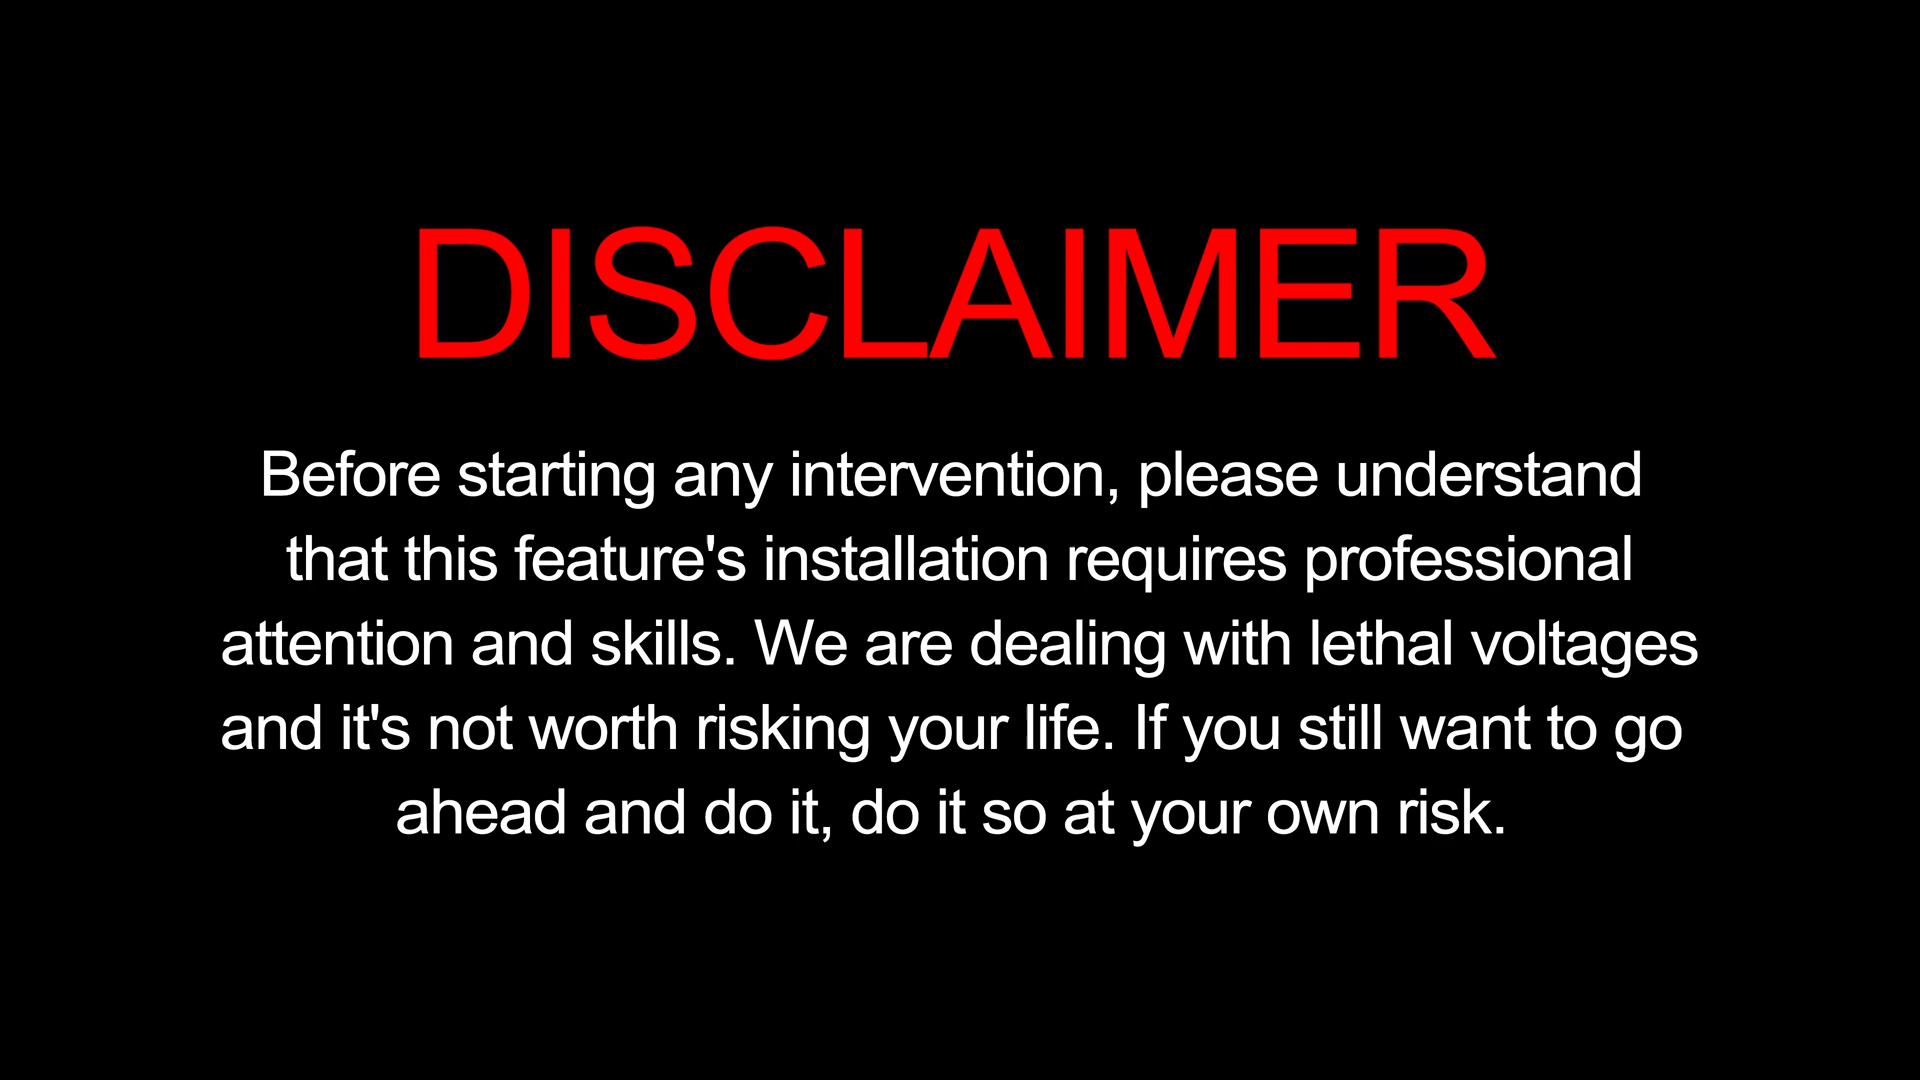 DISCLAIMER
Before starting any intervention, please understand
that this feature's installation requires professional
attention and skills. We are dealing with lethal voltages
and it's not worth risking your life. If you still want to go
ahead and do it, do it so at your own risk.